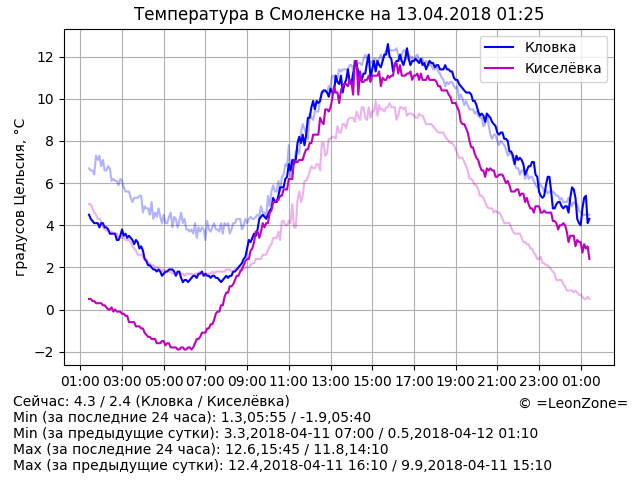 Температура в Смоленске на 13.04.2018 01:25
градусов Цельсия, °C
Кловка
Киселёвка
12
10
8
6
4
2
0
−2
01:00 03:00 05:00 07:00 09:00 11:00 13:00 15:00 17:00 19:00 21:00 23:00 01:00
Сейчас: 4.3 / 2.4 (Кловка / Киселёвка)
© =LeonZone=
Min (за последние 24 часа): 1.3,05:55 / -1.9,05:40
Min (за предыдущие сутки): 3.3,2018-04-11 07:00 / 0.5,2018-04-12 01:10
Max (за последние 24 часа): 12.6,15:45 / 11.8,14:10
Max (за предыдущие сутки): 12.4,2018-04-11 16:10 / 9.9,2018-04-11 15:10